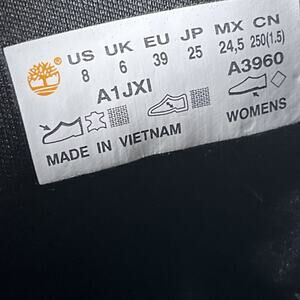 US UK EU JP MX CN
8 6 39 25 24,5 250(1.5)
A1JXI A3960
WOMENS
MADE IN VIETNAM